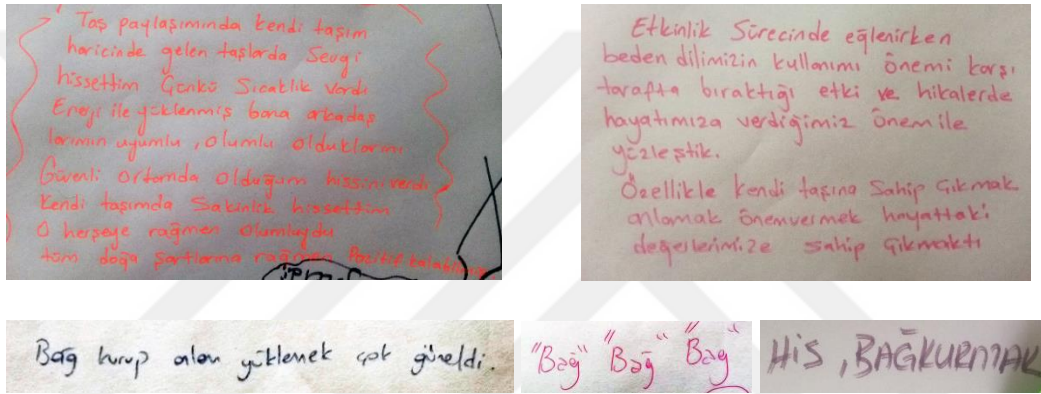 Taş paylaşımında kendi taşım
haricinde gelen taşlarda Sevgi
hissettim Çünkü Sıcaklık Verdi
Enerji ile yüklenmiş bana arkadaş
larımın uyumlu, olumlu olduklarını
Güvenli Ortamda Olduğum hissini verdi
Kendi taşımda Sakinlik hissettim
O herşeye rağmen Olumluydu
tüm doğa şartlarına rağmen Pozitif
Etkinlik Sürecinde eğlenirken
beden dilimizin kullanımı önemi karşı
tarafta bıraktığı etki ve hikalerde
hayatımıza verdiğimiz önem ile
yüzleştik.
Özellikle kendi taşına Sahip Çıkmak
anlamak önemvermek hayattaki
değerlerimize sahip Çıkmaktı
Bağ kurup anlam yüklemek çok güzeldi.
"Bağ" "Bağ" "Bağ"
HİS, BAĞKURMAK